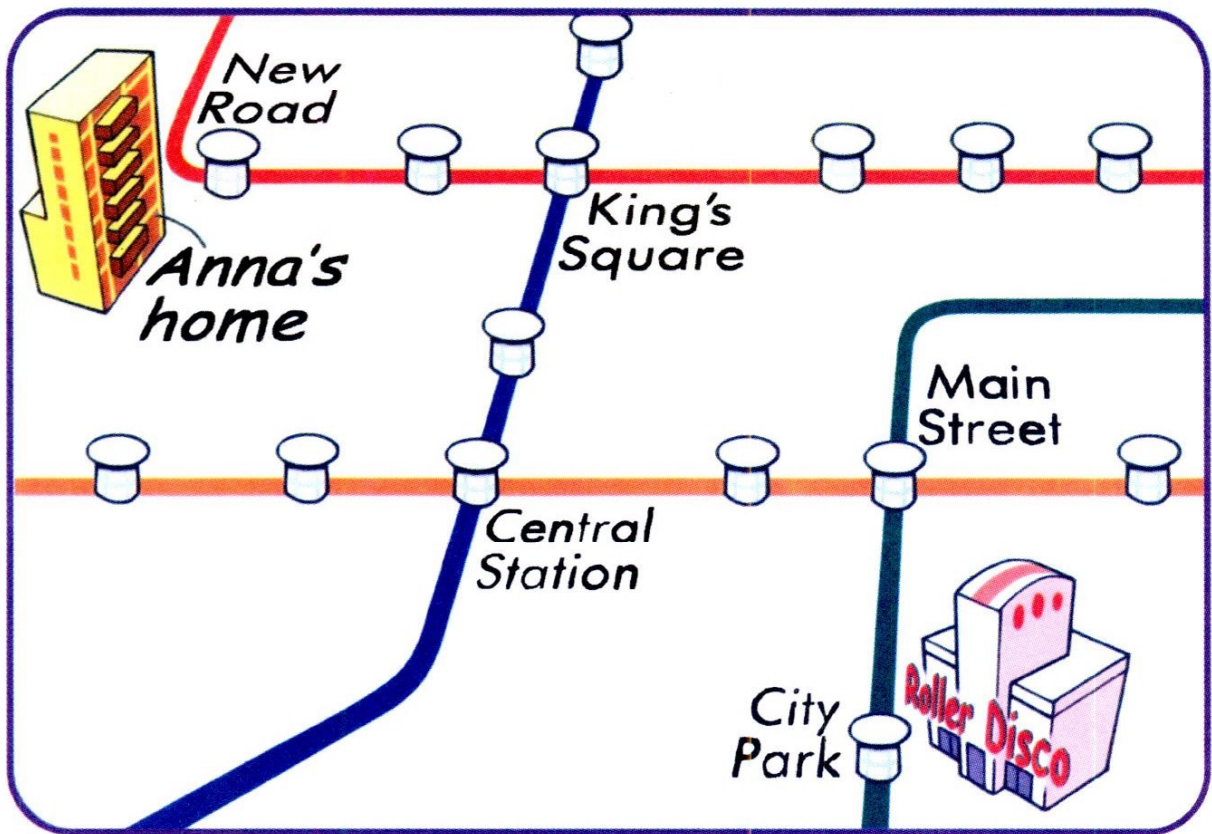 New
Road
King's
Square
Anna's
home
Main
Street
Central
Station
City
Park
Roller Disco